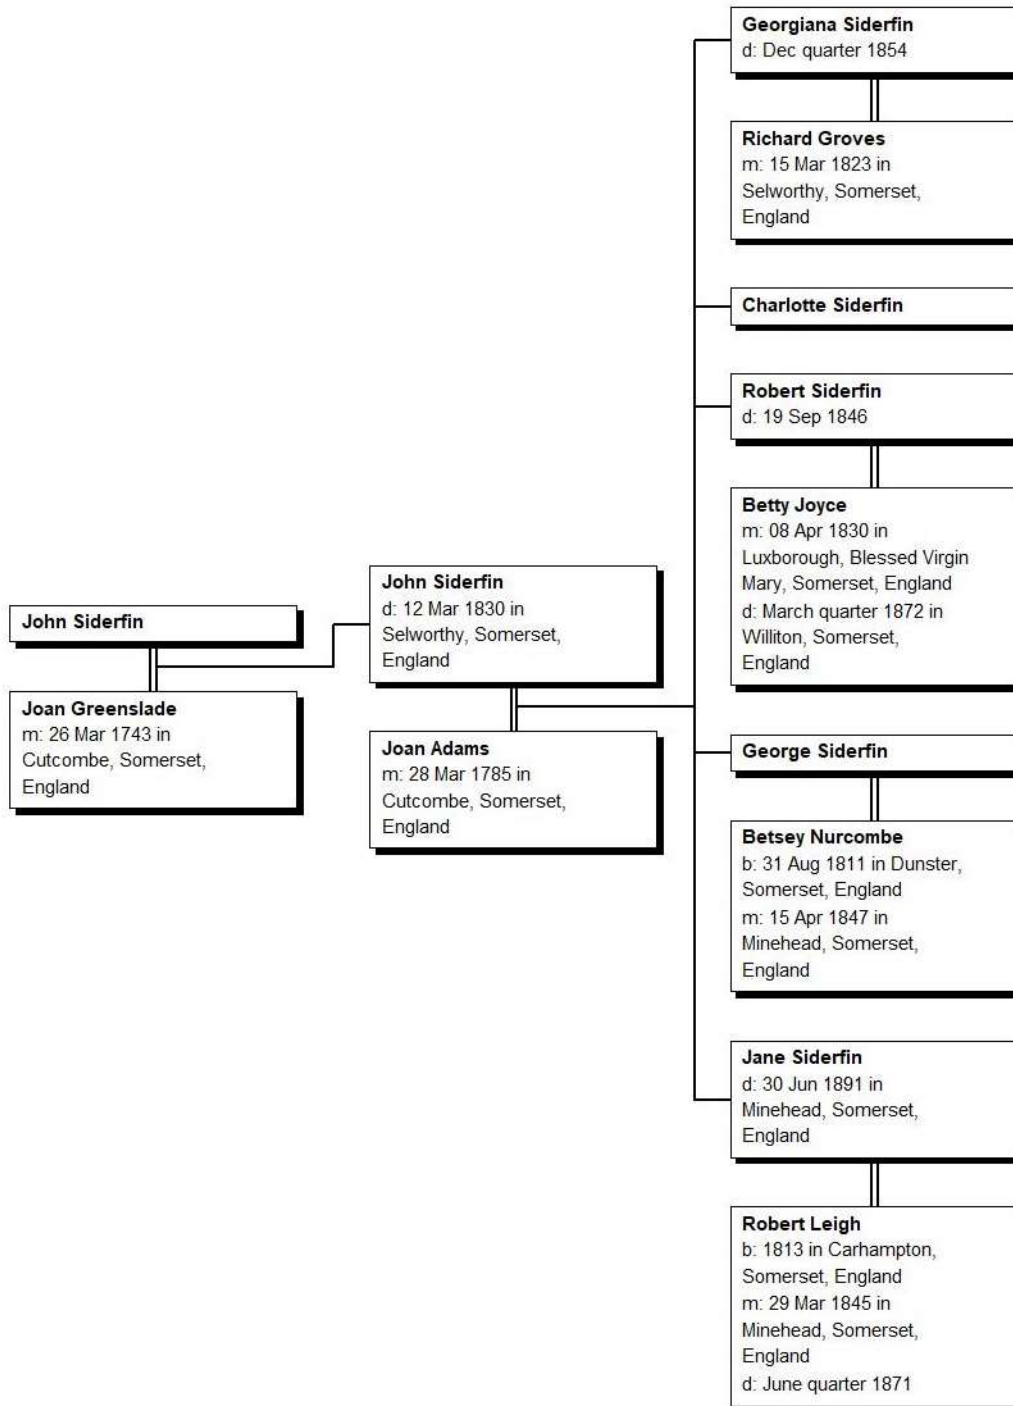 John Siderfin
Joan Greenslade
m: 26 Mar 1743 in
Cutcombe, Somerset,
England
John Siderfin
d: 12 Mar 1830 in
Selworthy, Somerset,
England
Joan Adams
m: 28 Mar 1785 in
Cutcombe, Somerset,
England
Georgiana Siderfin
d: Dec quarter 1854
Richard Groves
m: 15 Mar 1823 in
Selworthy, Somerset,
England
Charlotte Siderfin
Robert Siderfin
d: 19 Sep 1846
Betty Joyce
m: 08 Apr 1830 in
Luxborough, Blessed Virgin
Mary, Somerset, England
d: March quarter 1872 in
Williton, Somerset,
England
George Siderfin
Betsey Nurcombe
b: 31 Aug 1811 in Dunster,
Somerset, England
m: 15 Apr 1847 in
Minehead, Somerset,
England
Jane Siderfin
d: 30 Jun 1891 in
Minehead, Somerset,
England
Robert Leigh
b: 1813 in Carhampton,
Somerset, England
m: 29 Mar 1845 in
Minehead, Somerset,
England
d: June quarter 1871